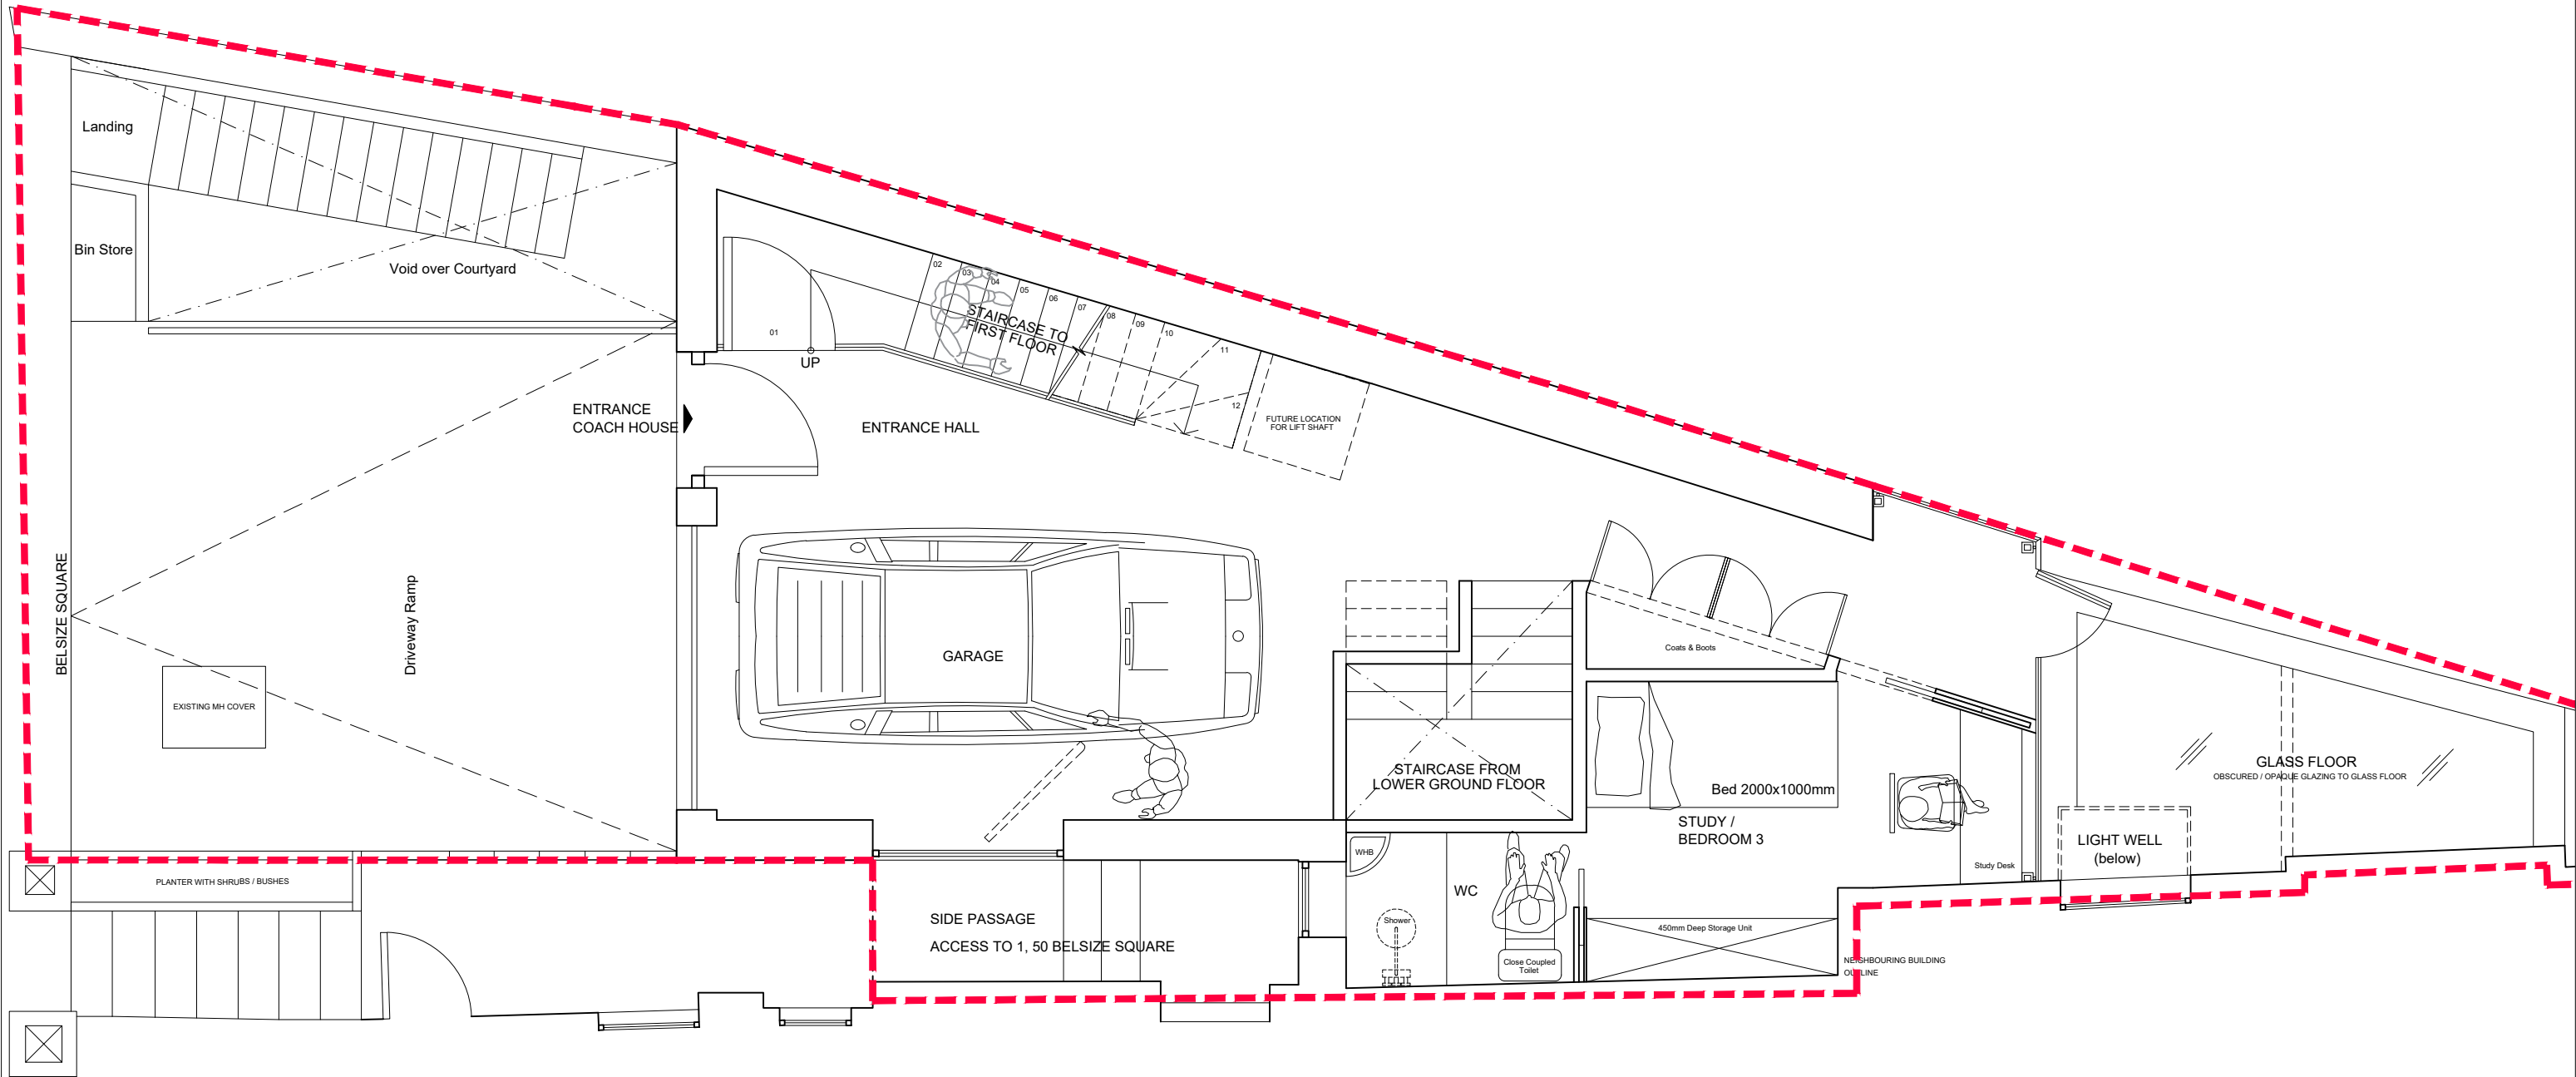 Landing
Bin Store
Void over Courtyard
02
03
04
05
06
07
08
09
10
11
12
01
STAIRCASE TO
FIRST FLOOR
UP
ENTRANCE
COACH HOUSE
ENTRANCE HALL
FUTURE LOCATION
FOR LIFT SHAFT
BELSIZE SQUARE
Driveway Ramp
EXISTING MH COVER
GARAGE
Coats & Boots
STAIRCASE FROM
LOWER GROUND FLOOR
Bed 2000x1000mm
STUDY /
BEDROOM 3
GLASS FLOOR
OBSCURED / OPAQUE GLAZING TO GLASS FLOOR
LIGHT WELL
(below)
Study Desk
WHB
WC
PLANTER WITH SHRUBS / BUSHES
SIDE PASSAGE
ACCESS TO 1, 50 BELSIZE SQUARE
Shower
Close Coupled
Toilet
450mm Deep Storage Unit
NEIGHBOURING BUILDING
OUTLINE